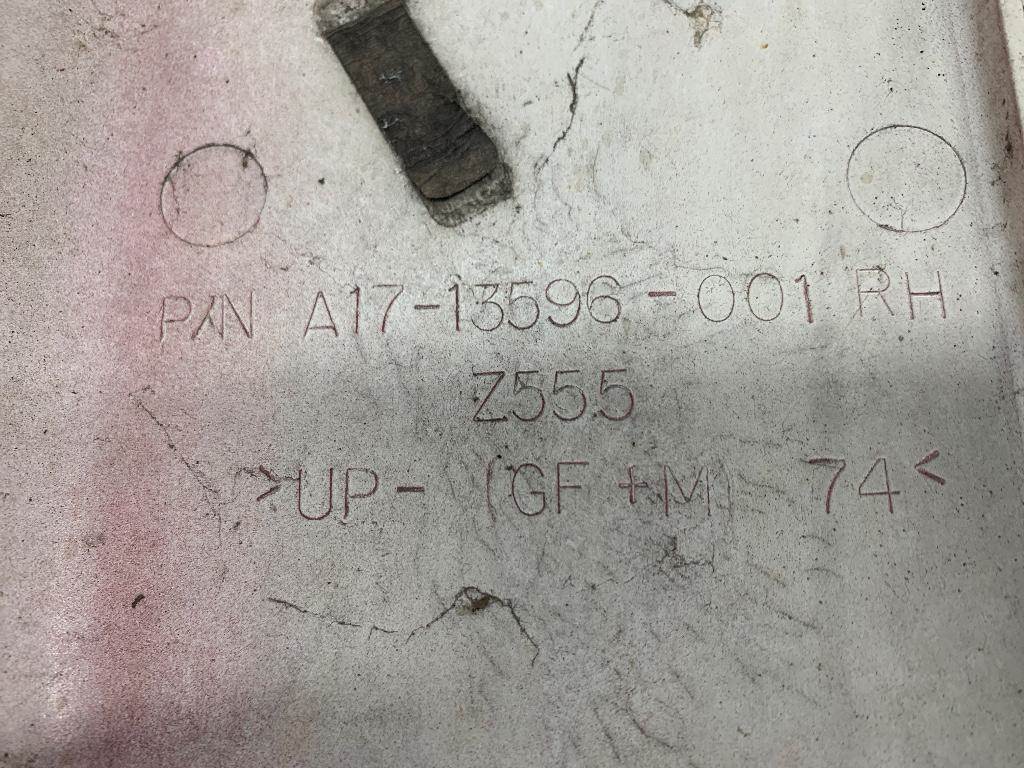 P/N A17-13596-001 RH
Z555
>UP- (GF +M) 74<